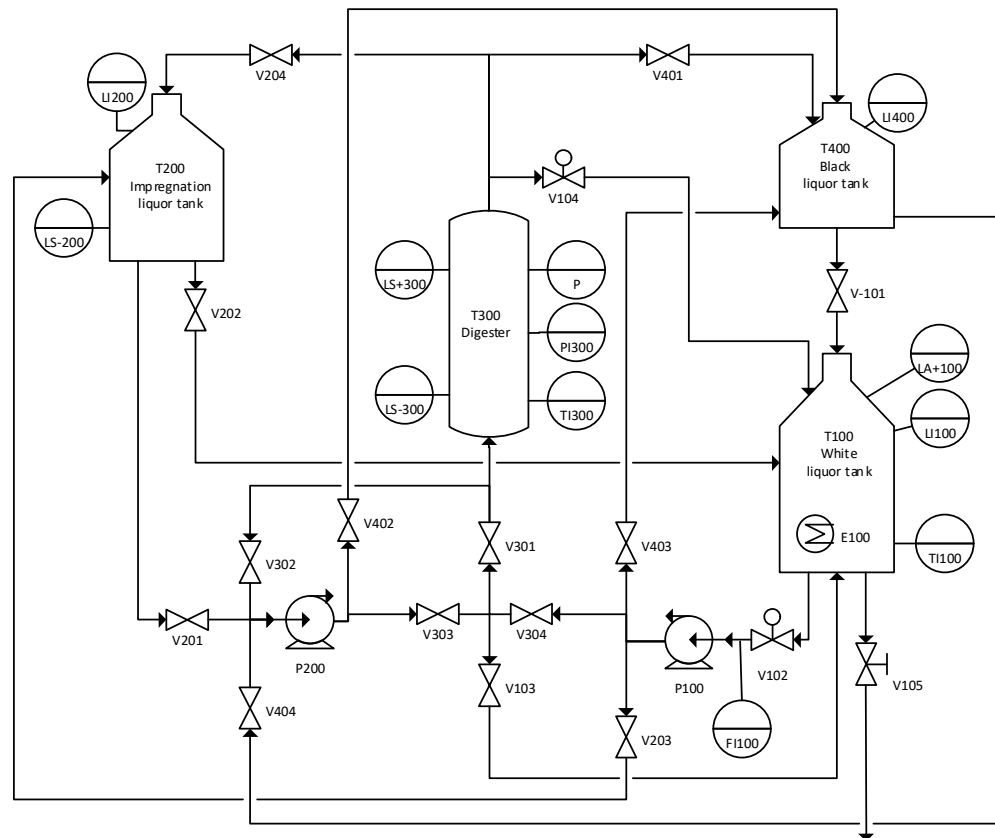 V204
V401
LI200
LI400
T200
Impregnation
liquor tank
T400
Black
liquor tank
V104
LS-200
LS+300
P
V202
T300
Digester
PI300
V-101
LA+100
LS-300
TI300
LI100
T100
White
liquor tank
V402
V301
V403
E100
TI100
V302
V201
P200
V303
V304
P100
V102
V105
V103
V404
V203
FI100